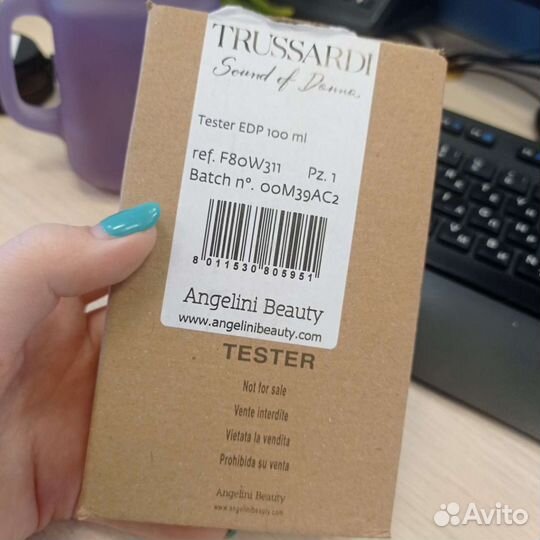 TRUSSARDI
Sound of Donna
Tester EDP 100 ml
ref. F80W311 Pz. 1
Batch n°. 00M39AC2
8 011530 805951
Angelini Beauty
www.angelinibeauty.com
TESTER
Not for sale
Vente interdite
Vietata la vendita
Prohibida su venta
Angelini Beauty
www.angelinibeauty.com
Avito